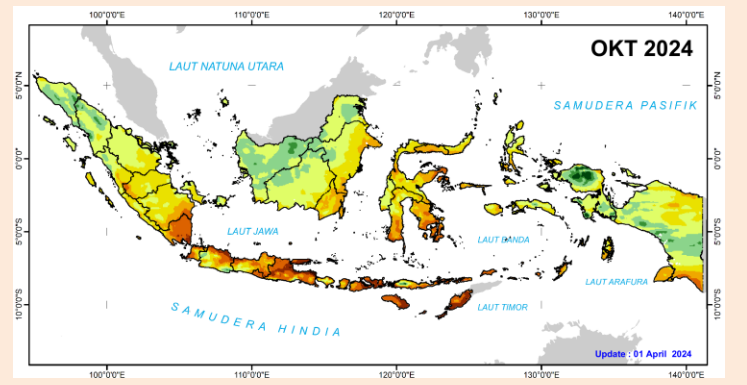 100°0'0"E 110°0'0"E 120°0'0"E 130°0'0"E 140°0'0"E
OKT 2024
LAUT NATUNA UTARA
5°0'0"N 5°0'0"N
SAMUDERA PASIFIK
0°0'0" 0°0'0"
LAUT JAWA
5°0'0"S 5°0'0"S
LAUT BANDA
LAUT ARAFURA
10°0'0"S 10°0'0"S
SAMUDERA HINDIA
LAUT TIMOR
Update : 01 April 2024
100°0'0"E 110°0'0"E 120°0'0"E 130°0'0"E 140°0'0"E